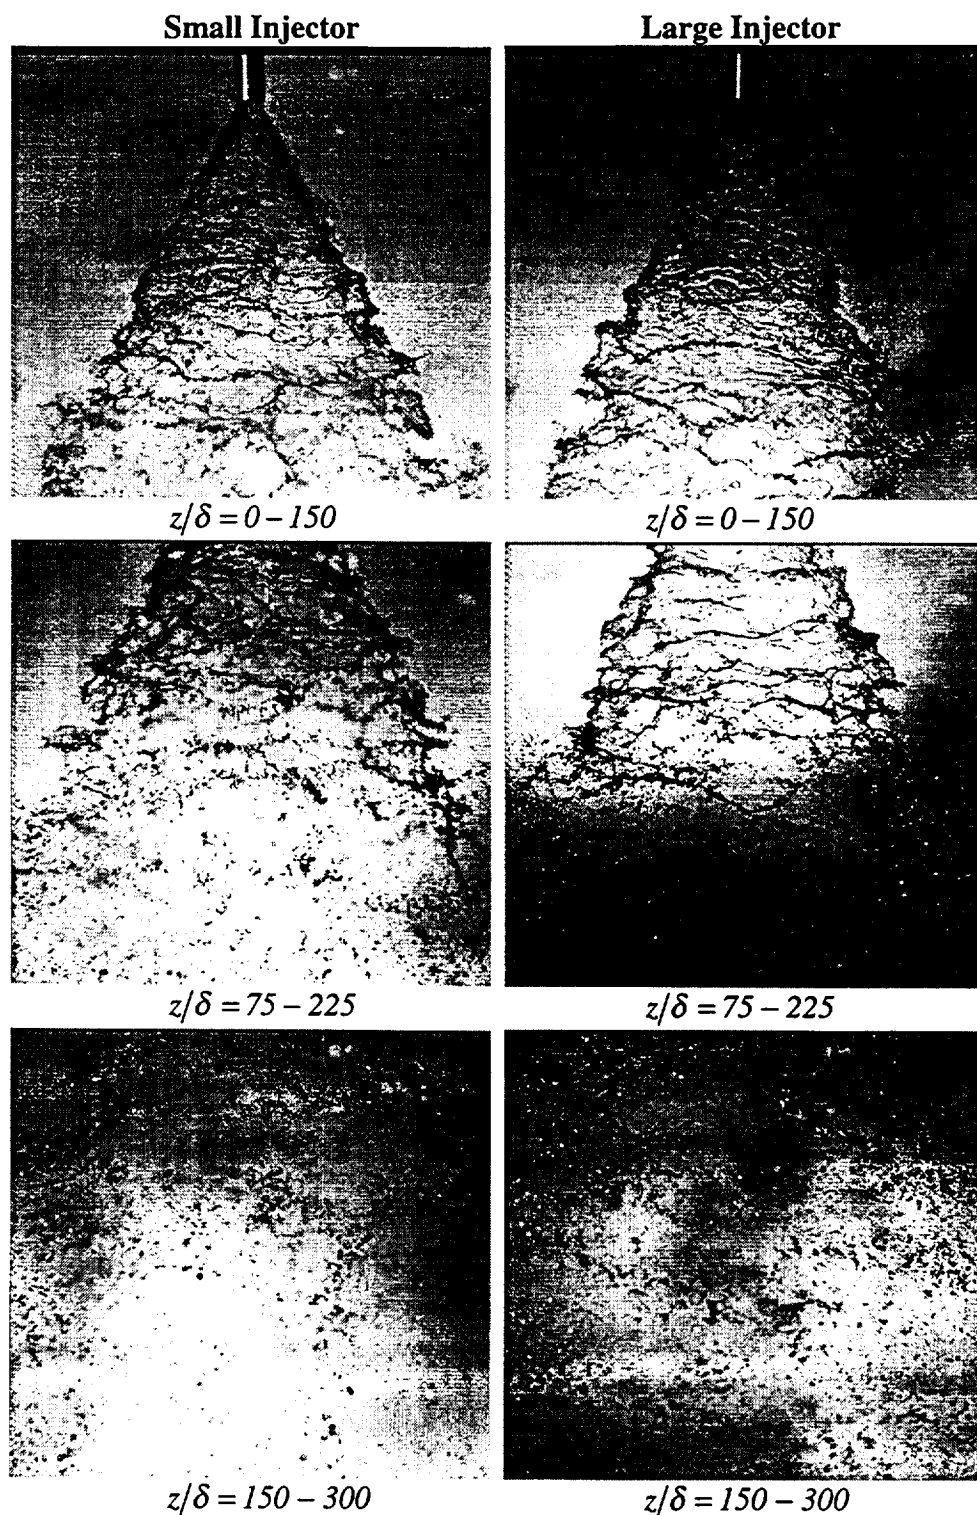 Small Injector Large Injector
z/δ = 0 – 150 z/δ = 0 – 150
z/δ = 75 – 225 z/δ = 75 – 225
z/δ = 150 – 300 z/δ = 150 – 300